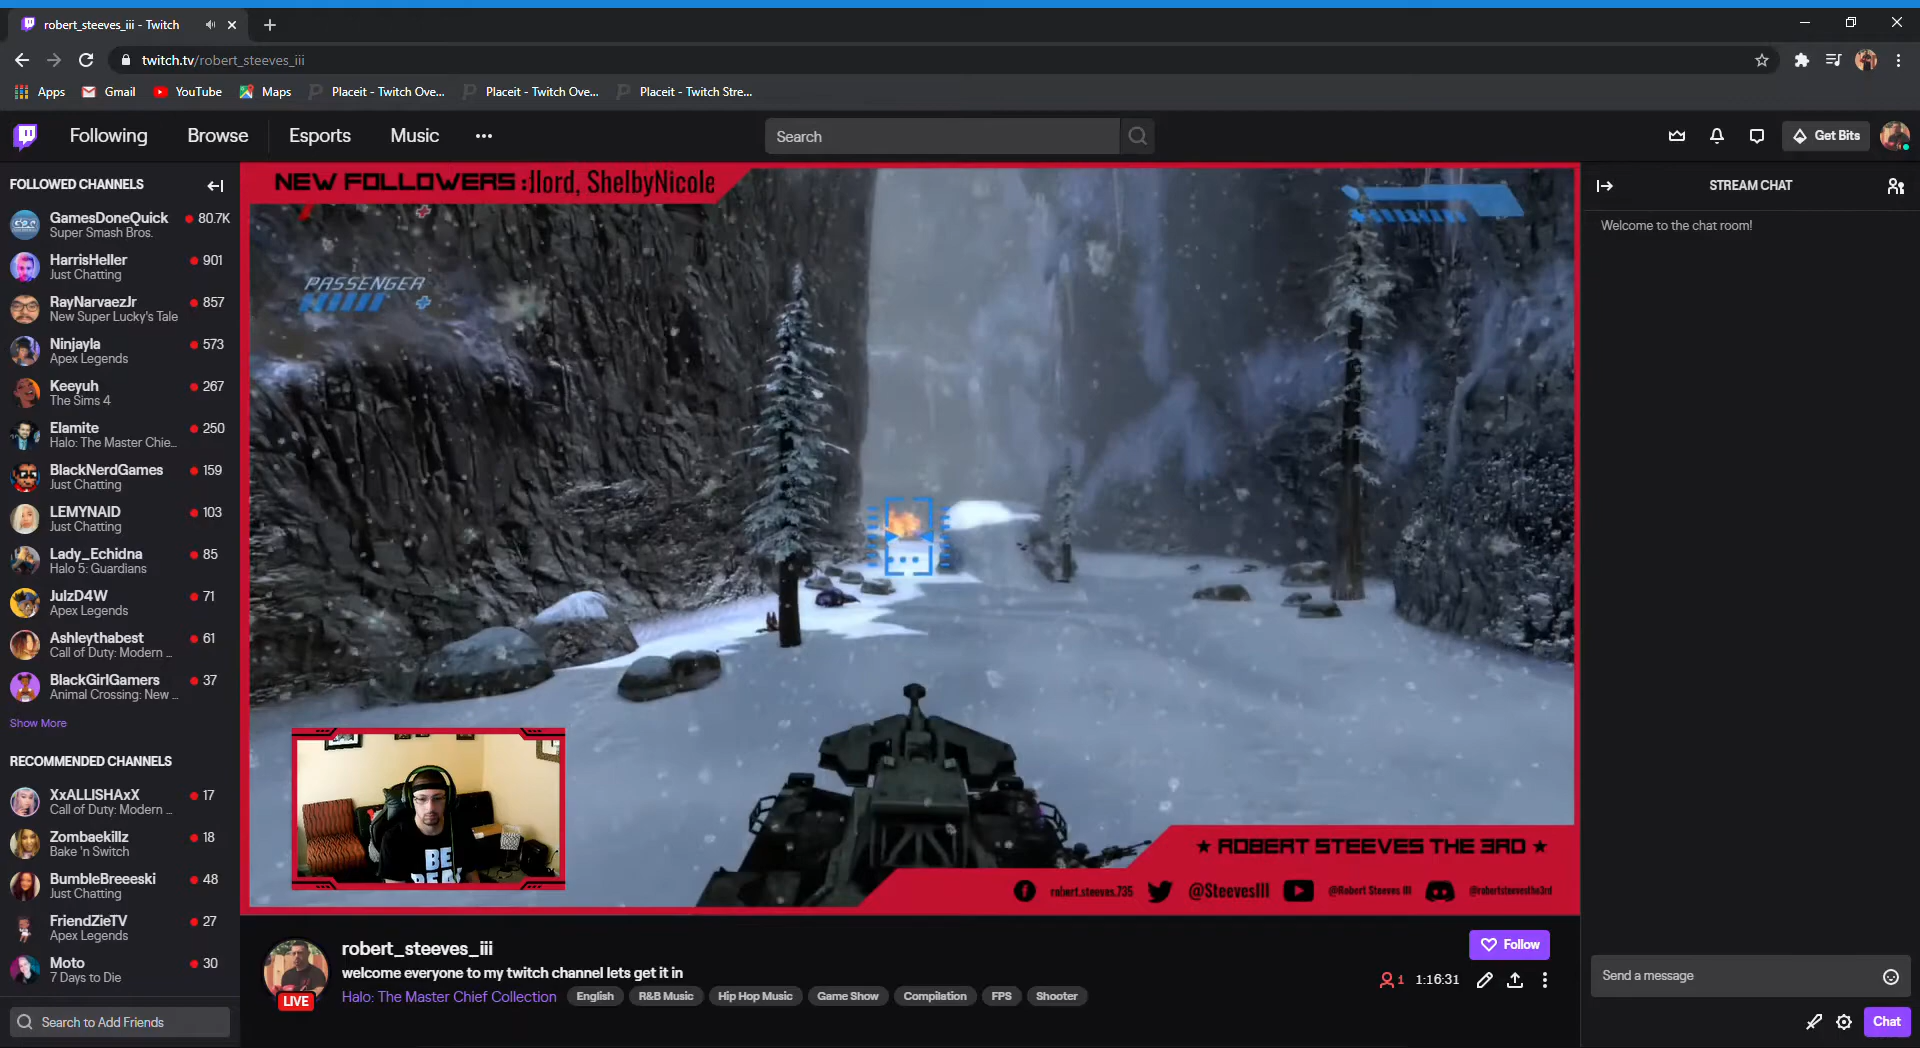 robert_steeves_iii - Twitch
twitch.tv/robert_steeves_iii
Apps
Gmail
YouTube
Maps
Placeit - Twitch Ove...
Placeit - Twitch Ove...
Placeit - Twitch Stre...
Following
Browse
Esports
Music
Search
Get Bits
FOLLOWED CHANNELS
GamesDoneQuick 80.7K
Super Smash Bros.
HarrisHeller 901
Just Chatting
RayNarvaezJr 857
New Super Lucky's Tale
Ninjayla 573
Apex Legends
Keeyuh 267
The Sims 4
Elamite 250
Halo: The Master Chie...
BlackNerdGames 159
Just Chatting
LEMYNAID 103
Just Chatting
Lady_Echidna 85
Halo 5: Guardians
JulzD4W 71
Apex Legends
Ashleythabest 61
Call of Duty: Modern ...
BlackGirlGamers 37
Animal Crossing: New ...
Show More
RECOMMENDED CHANNELS
XxALLISHAxX 17
Call of Duty: Modern ...
Zombaekillz 18
Bake 'n Switch
BumbleBreeeski 48
Just Chatting
FriendZieTV 27
Apex Legends
Moto 30
7 Days to Die
Search to Add Friends
NEW FOLLOWERS :llord, ShelbyNicole
PASSENGER
BE
★ ROBERT STEEVES THE 3RD ★
robert.steeves.735
@SteevesIII
@Robert Steeves III
@robertsteevesthe3rd
robert_steeves_iii
welcome everyone to my twitch channel lets get it in
Halo: The Master Chief Collection
English
R&B Music
Hip Hop Music
Game Show
Compilation
FPS
Shooter
LIVE
Follow
1
1:16:31
STREAM CHAT
Welcome to the chat room!
Send a message
Chat